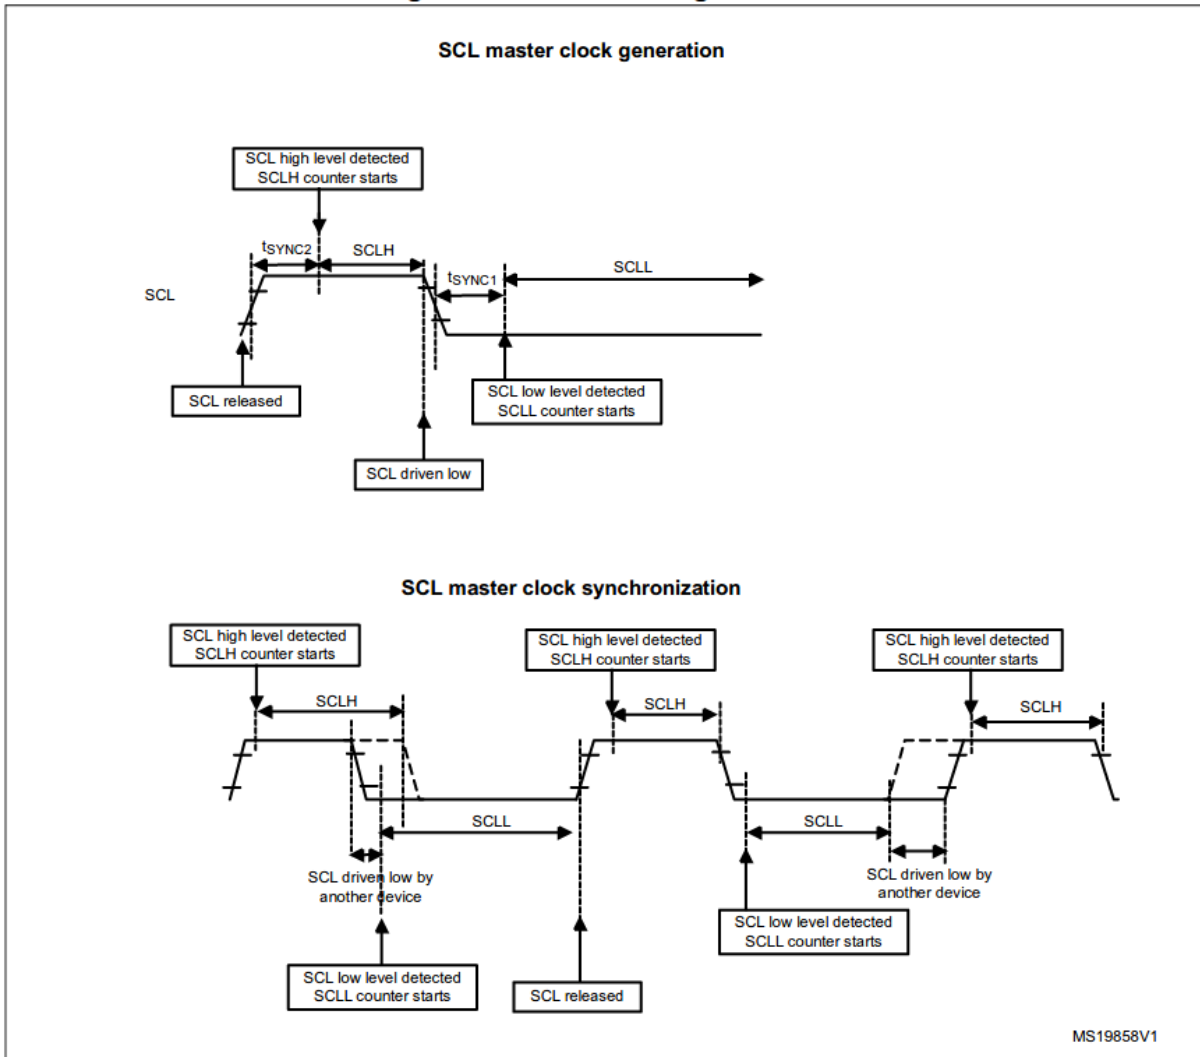 SCL master clock generation
SCL high level detected
SCLH counter starts
tSYNC2
SCLH
tSYNC1
SCLL
SCL
SCL released
SCL low level detected
SCLL counter starts
SCL driven low
SCL master clock synchronization
SCL high level detected
SCLH counter starts
SCL high level detected
SCLH counter starts
SCL high level detected
SCLH counter starts
SCLH
SCLH
SCLH
SCLL
SCLL
SCL driven low by
another device
SCL driven low by
another device
SCL low level detected
SCLL counter starts
SCL low level detected
SCLL counter starts
SCL released
MS19858V1